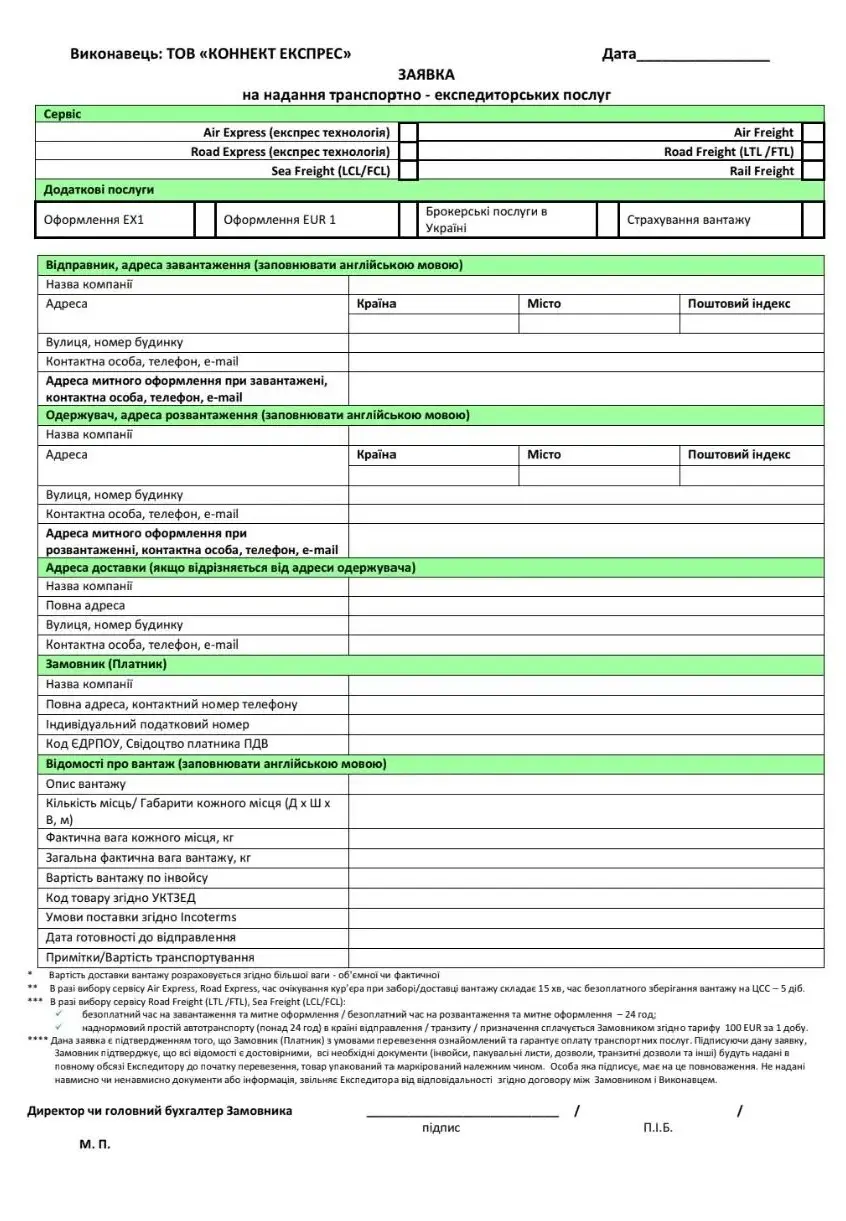 Виконавець: ТОВ «КОННЕКТ ЕКСПРЕС» Дата_________________
ЗАЯВКА
на надання транспортно - експедиторських послуг
Сервіс
Air Express (експрес технологія) Air Freight
Road Express (експрес технологія) Road Freight (LTL /FTL)
Sea Freight (LCL/FCL) Rail Freight
Додаткові послуги
Оформлення EX1 Оформлення EUR 1 Брокерські послуги в Україні Страхування вантажу
Відправник, адреса завантаження (заповнювати англійською мовою)
Назва компанії
Адреса Країна Місто Поштовий індекс
Вулиця, номер будинку
Контактна особа, телефон, e-mail
Адреса митного оформлення при завантажені,
контактна особа, телефон, e-mail
Одержувач, адреса розвантаження (заповнювати англійською мовою)
Назва компанії
Адреса Країна Місто Поштовий індекс
Вулиця, номер будинку
Контактна особа, телефон, e-mail
Адреса митного оформлення при
розвантаженні, контактна особа, телефон, e-mail
Адреса доставки (якщо відрізняється від адреси одержувача)
Назва компанії
Повна адреса
Вулиця, номер будинку
Контактна особа, телефон, e-mail
Замовник (Платник)
Назва компанії
Повна адреса, контактний номер телефону
Індивідуальний податковий номер
Код ЄДРПОУ, Свідоцтво платника ПДВ
Відомості про вантаж (заповнювати англійською мовою)
Опис вантажу
Кількість місць/ Габарити кожного місця (Д х Ш х
В, м)
Фактична вага кожного місця, кг
Загальна фактична вага вантажу, кг
Вартість вантажу по інвойсу
Код товару згідно УКТЗЕД
Умови поставки згідно Incoterms
Дата готовності до відправлення
Примітки/Вартість транспортування
* Вартість доставки вантажу розраховується згідно більшої ваги - об’ємної чи фактичної
** В разі вибору сервісу Air Express, Road Express, час очікування кур’єра при заборі/доставці вантажу складає 15 хв, час безоплатного зберігання вантажу на ЦСС – 5 діб.
*** В разі вибору сервісу Road Freight (LTL /FTL), Sea Freight (LCL/FCL):
✓ безоплатний час на завантаження та митне оформлення / безоплатний час на розвантаження та митне оформлення – 24 год;
✓ наднормовий простій автотранспорту (понад 24 год) в країні відправлення / транзиту / призначення сплачується Замовником згідно тарифу 100 EUR за 1 добу.
**** Дана заявка є підтвердженням того, що Замовник (Платник) з умовами перевезення ознайомлений та гарантує оплату транспортних послуг. Підписуючи дану заявку,
Замовник підтверджує, що всі відомості є достовірними, всі необхідні документи (інвойси, пакувальні листи, дозволи, транзитні дозволи та інші) будуть надані в
повному обсязі Експедитору до початку перевезення, товар упакований та маркірований належним чином. Особа яка підписує, має на це повноваження. Не надані
навмисно чи ненавмисно документи або інформація, звільняє Експедитора від відповідальності згідно договору між Замовником і Виконавцем.
Директор чи головний бухгалтер Замовника _________________________ / /
підпис П.І.Б.
М. П.